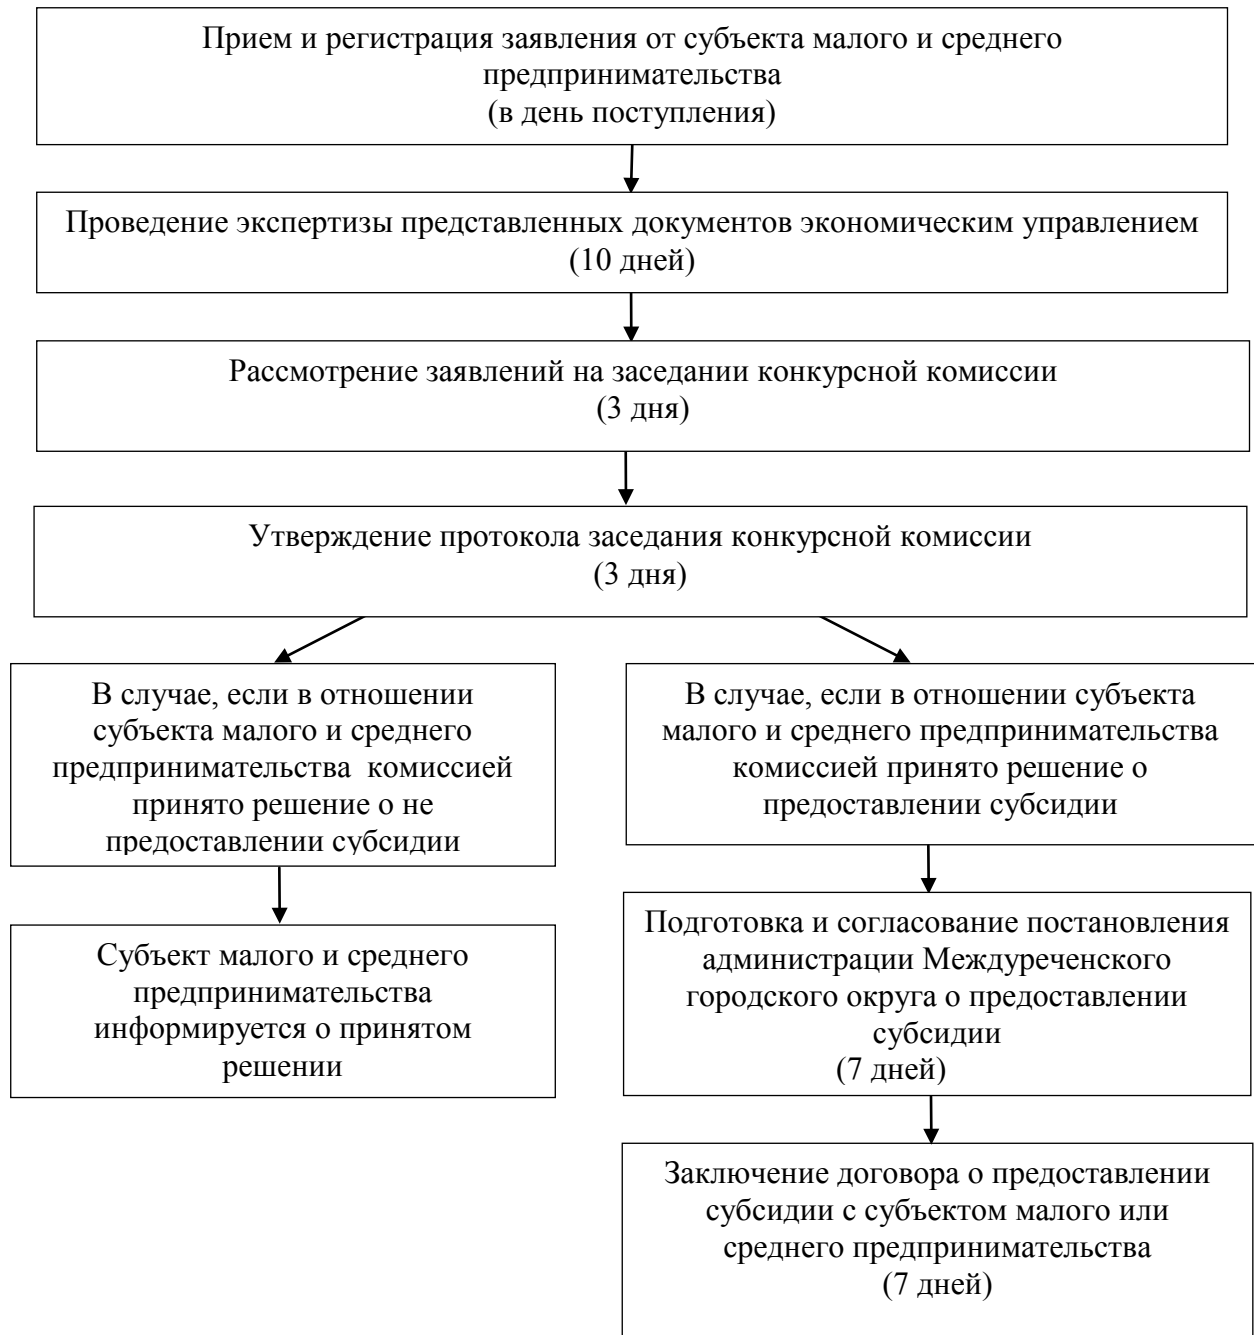 Прием и регистрация заявления от субъекта малого и среднего
предпринимательства
(в день поступления)
Проведение экспертизы представленных документов экономическим управлением
(10 дней)
Рассмотрение заявлений на заседании конкурсной комиссии
(3 дня)
Утверждение протокола заседания конкурсной комиссии
(3 дня)
В случае, если в отношении
субъекта малого и среднего
предпринимательства  комиссией
принято решение о не
предоставлении субсидии
В случае, если в отношении субъекта
малого и среднего предпринимательства
комиссией принято решение о
предоставлении субсидии
Субъект малого и среднего
предпринимательства
информируется о принятом
решении
Подготовка и согласование постановления
администрации Междуреченского
городского округа о предоставлении
субсидии
(7 дней)
Заключение договора о предоставлении
субсидии с субъектом малого или
среднего предпринимательства
(7 дней)